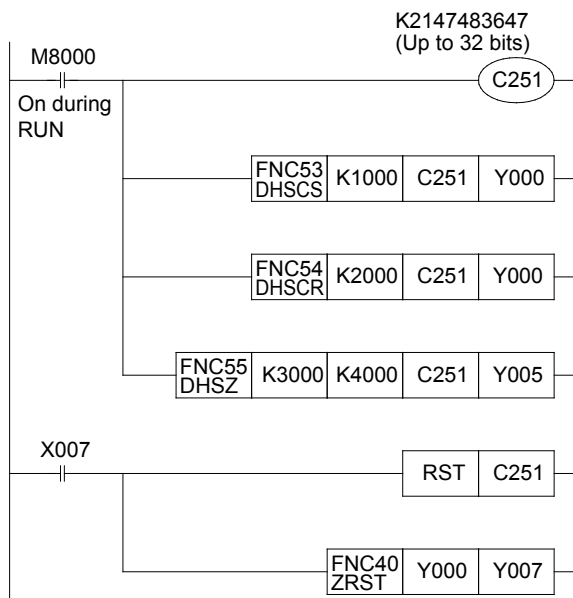 K2147483647
(Up to 32 bits)
M8000
C251
On during
RUN
FNC53
DHSCS K1000 C251 Y000
FNC54
DHSCR K2000 C251 Y000
FNC55
DHSZ K3000 K4000 C251 Y005
X007
RST C251
FNC40
ZRST Y000 Y007